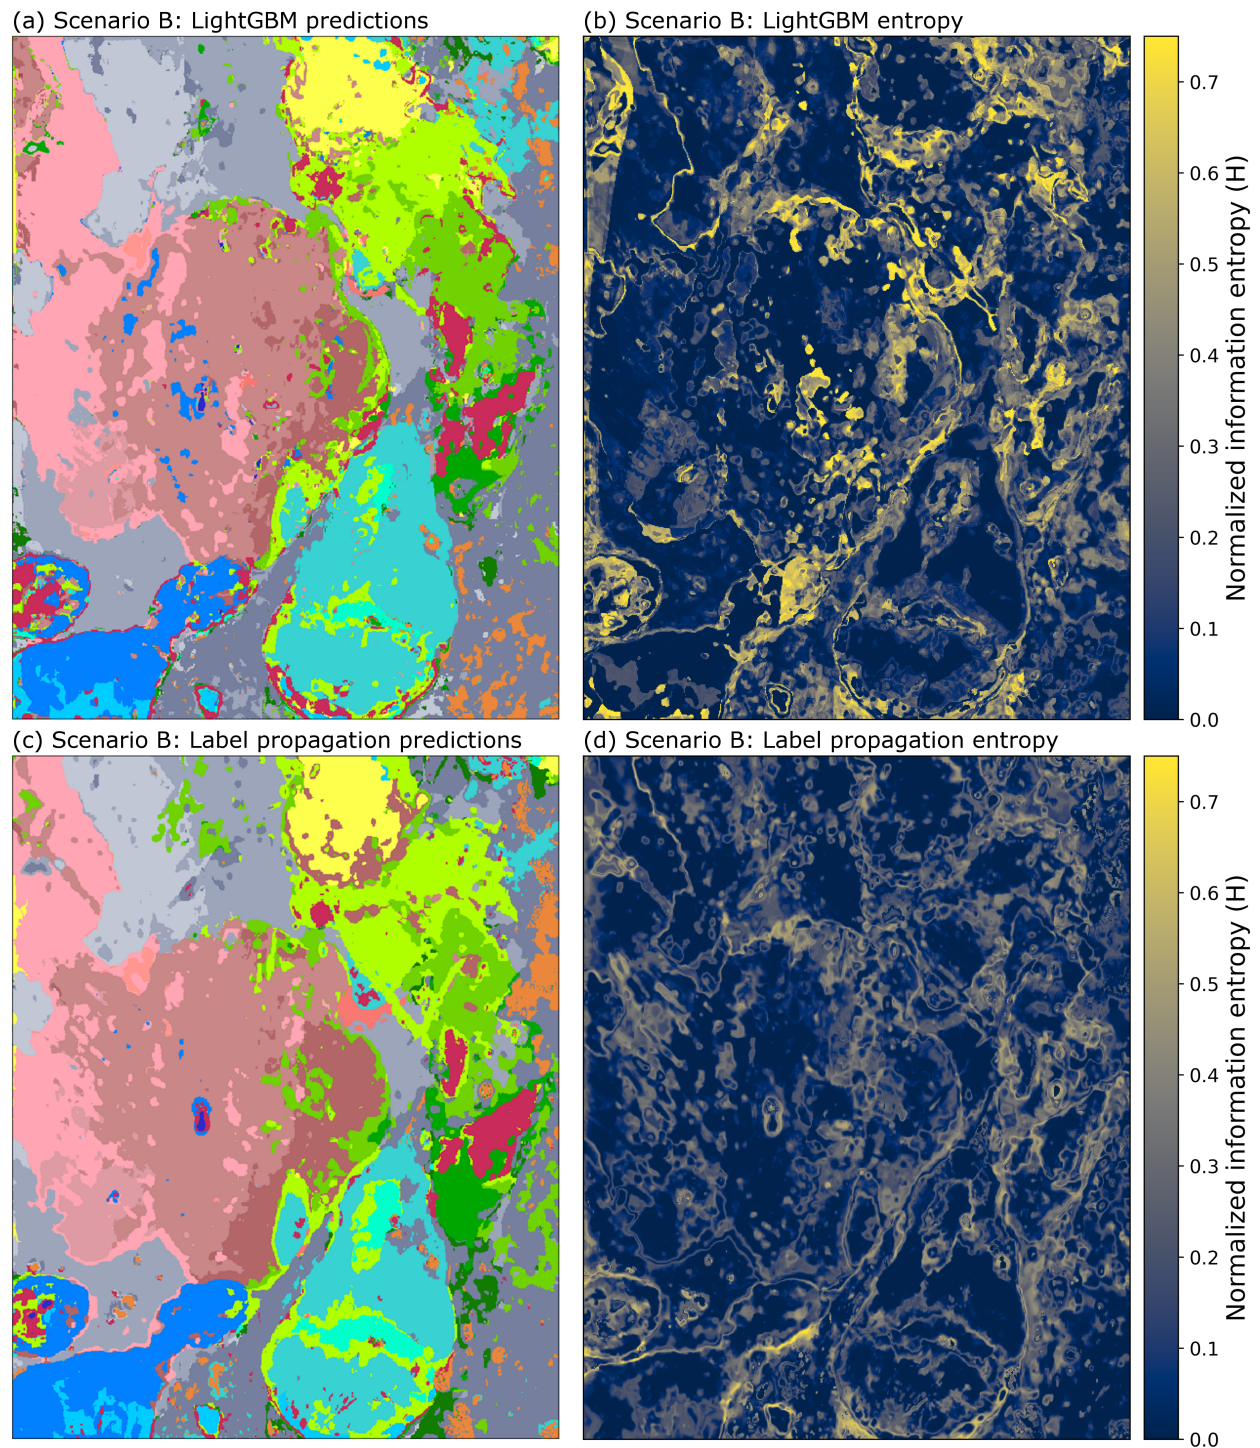 (a) Scenario B: LightGBM predictions
(b) Scenario B: LightGBM entropy
0.7
0.6
0.5
0.4
0.3
0.2
0.1
0.0
Normalized information entropy (H)
(c) Scenario B: Label propagation predictions
(d) Scenario B: Label propagation entropy
0.7
0.6
0.5
0.4
0.3
0.2
0.1
0.0
Normalized information entropy (H)